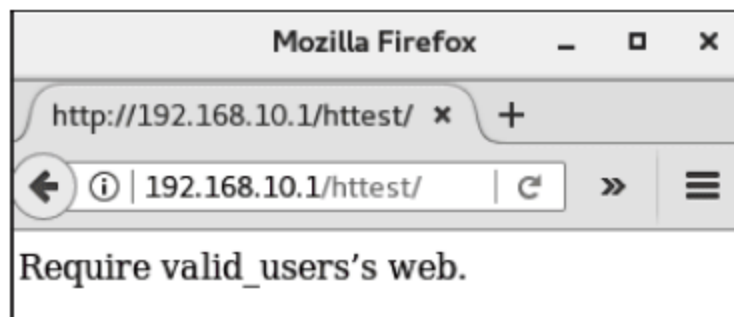 Mozilla Firefox
http://192.168.10.1/httest/
192.168.10.1/httest/
Require valid_users’s web.